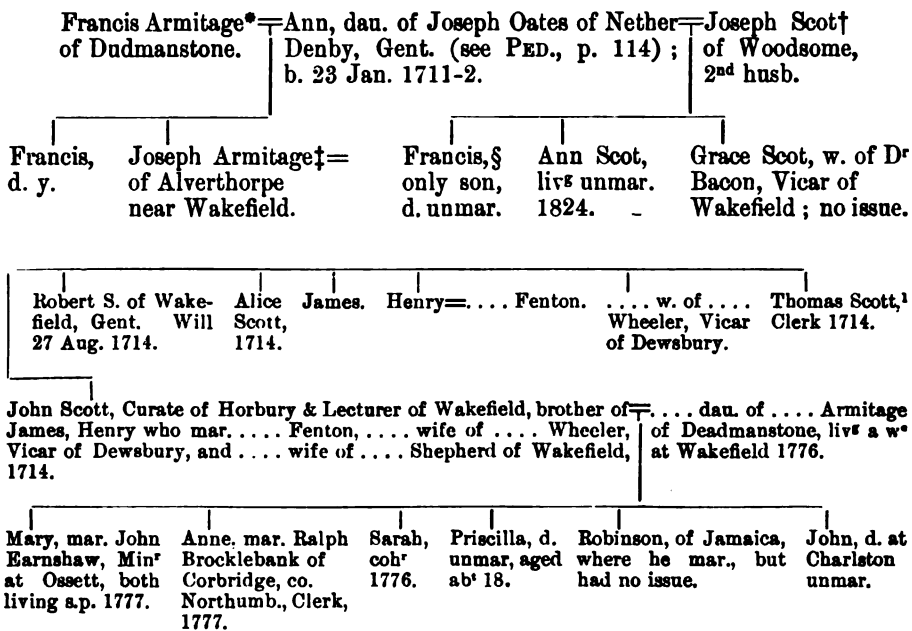 Francis Armitage* of Dudmanstone.
Ann, dau. of Joseph Oates of Nether Denby, Gent. (see PED., p. 114) ; b. 23 Jan. 1711-2.
Joseph Scot† of Woodsome, 2nd husb.
Francis, d. y.
Joseph Armitage‡= of Alverthorpe near Wakefield.
Francis,§ only son, d. unmar.
Ann Scot, livg unmar. 1824.
Grace Scot, w. of Dr Bacon, Vicar of Wakefield ; no issue.
Robert S. of Wakefield, Gent. Will 27 Aug. 1714.
Alice Scott, 1714.
James.
Henry=.... Fenton.
.... w. of .... Wheeler, Vicar of Dewsbury.
Thomas Scott,1 Clerk 1714.
John Scott, Curate of Horbury & Lecturer of Wakefield, brother of
James, Henry who mar..... Fenton, .... wife of .... Wheeler,
Vicar of Dewsbury, and .... wife of .... Shepherd of Wakefield,
1714.
.... dau. of .... Armitage
of Deadmanstone, livg a we
at Wakefield 1776.
Mary, mar. John Earnshaw, Minr at Ossett, both living s.p. 1777.
Anne, mar. Ralph Brocklebank of Corbridge, co. Northumb., Clerk, 1777.
Sarah, cohr 1776.
Priscilla, d. unmar, aged abt 18.
Robinson, of Jamaica, where he mar., but had no issue.
John, d. at Charlston unmar.